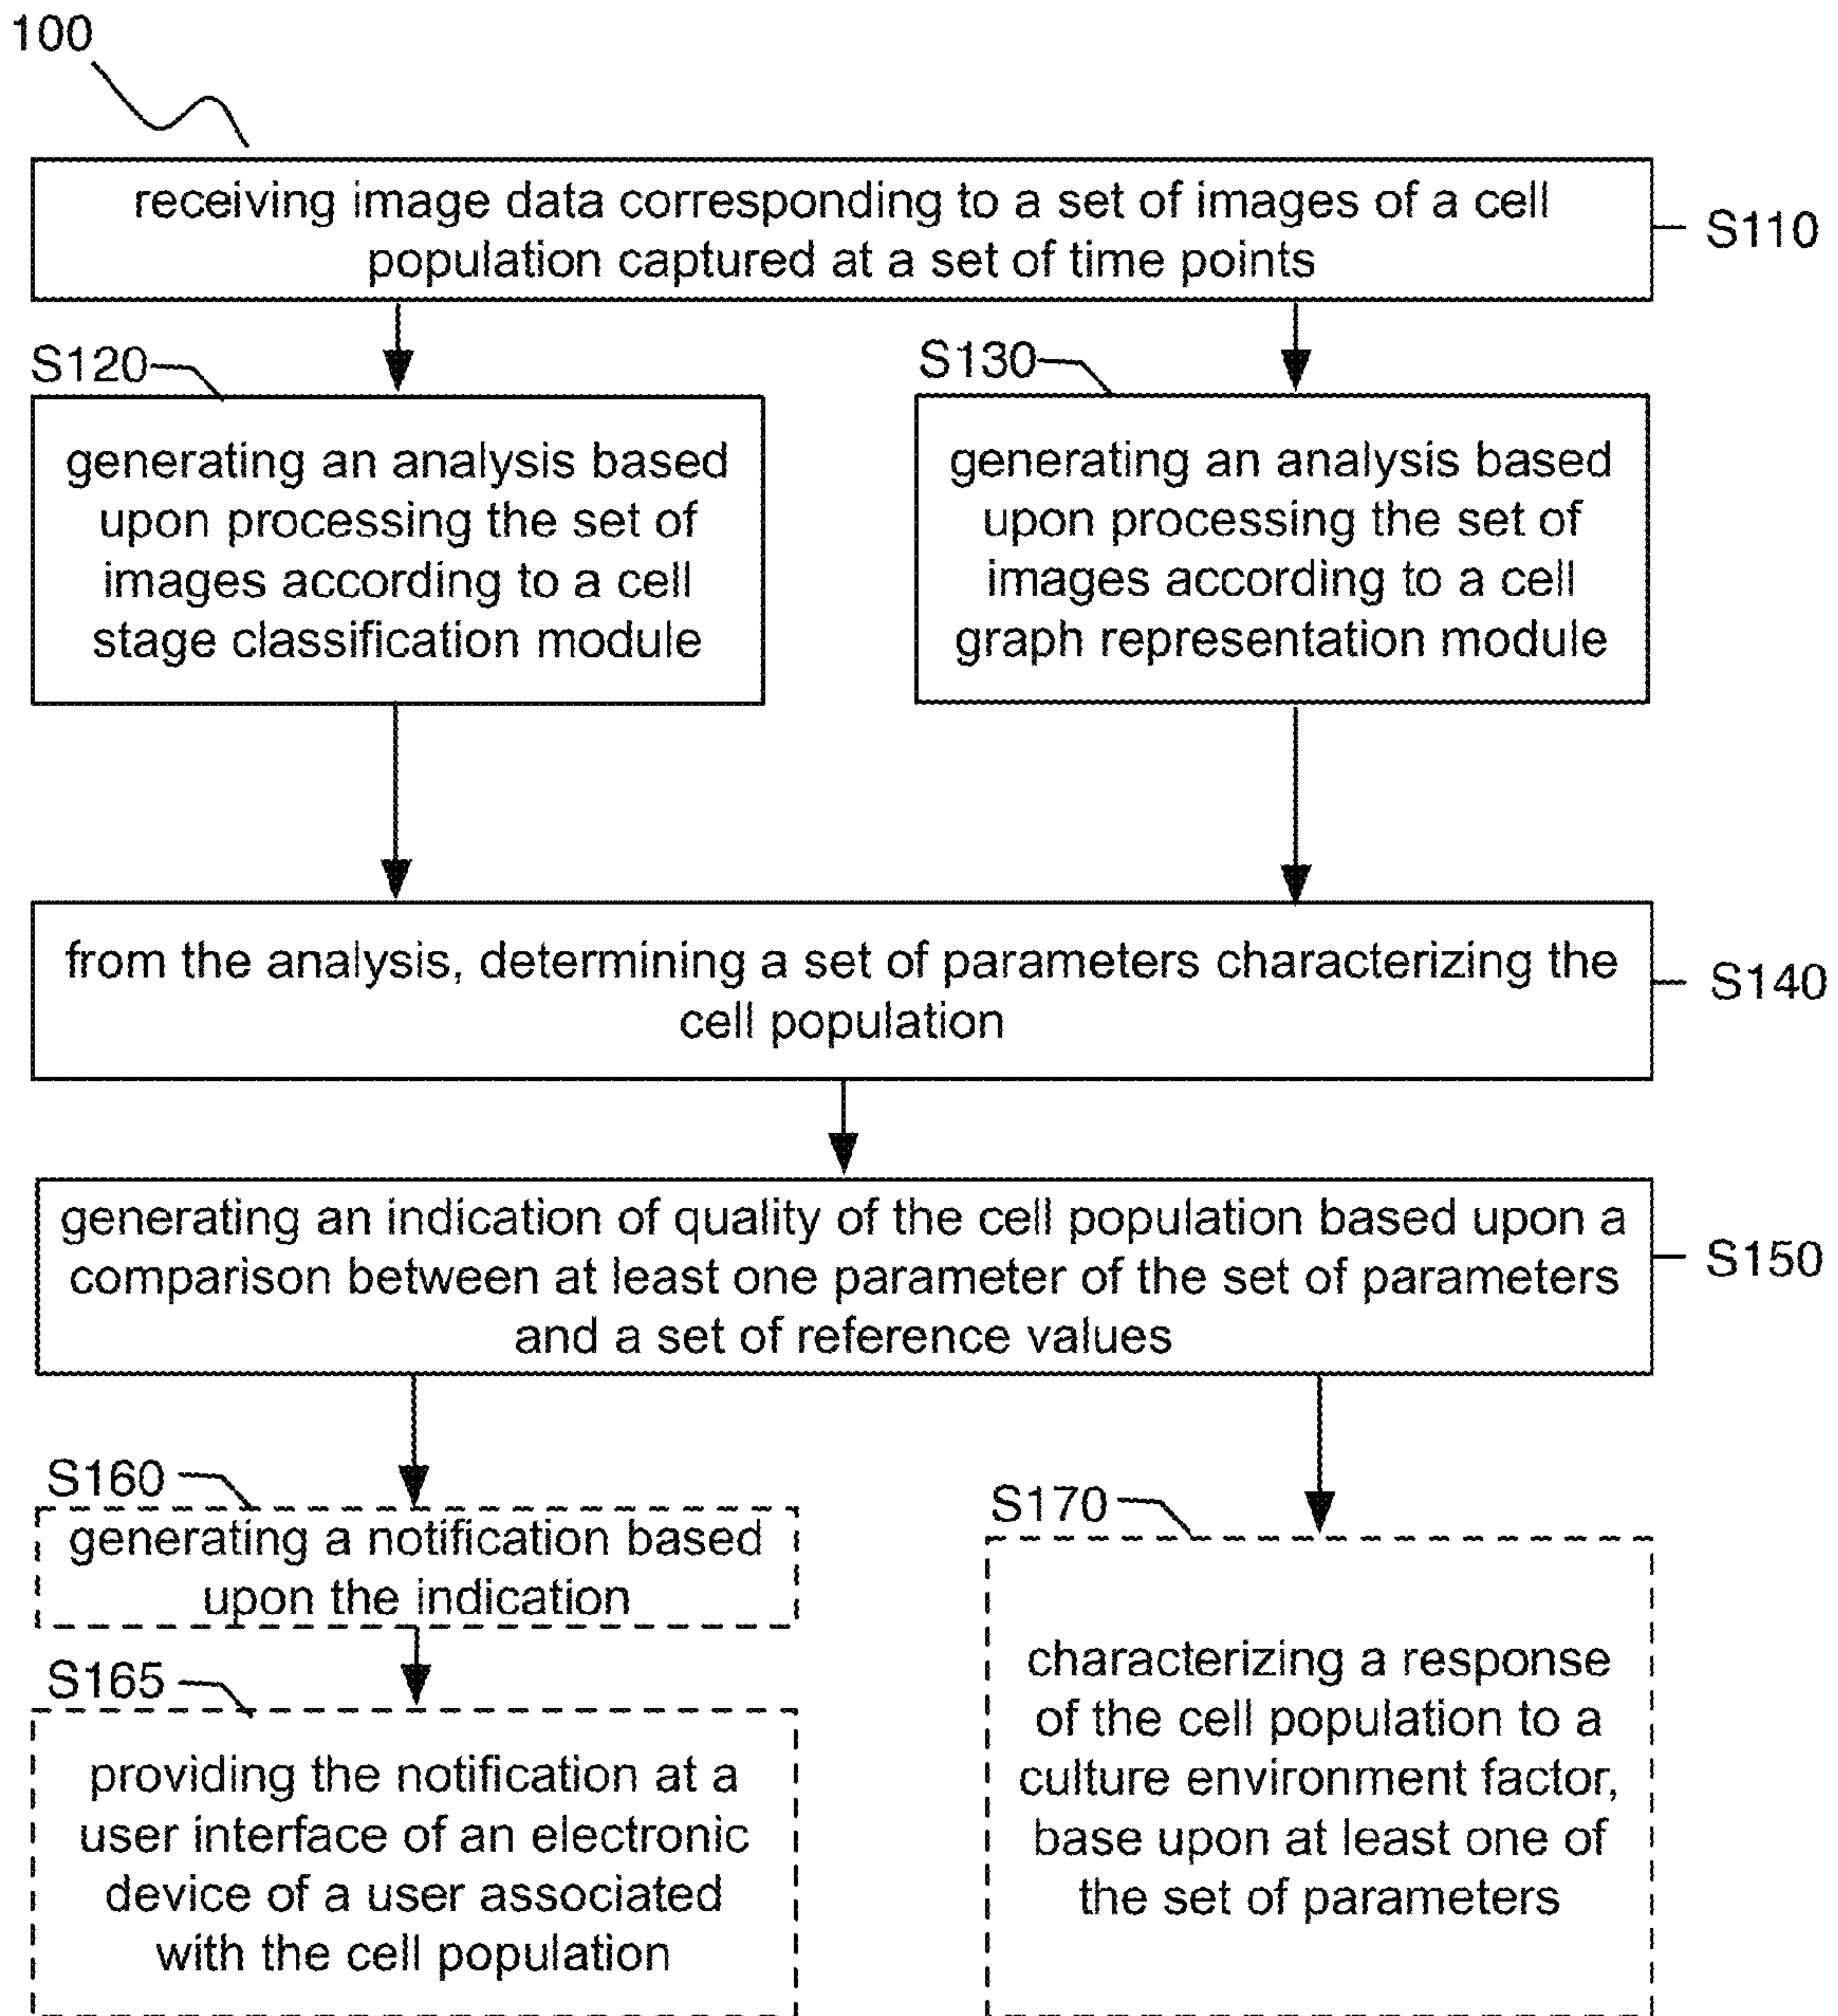 100
receiving image data corresponding to a set of images of a cell
population captured at a set of time points
S110
S120
generating an analysis based
upon processing the set of
images according to a cell
stage classification module
S130
generating an analysis based
upon processing the set of
images according to a cell
graph representation module
from the analysis, determining a set of parameters characterizing the
cell population
S140
generating an indication of quality of the cell population based upon a
comparison between at least one parameter of the set of parameters
and a set of reference values
S150
S160
generating a notification based
upon the indication
S165
providing the notification at a
user interface of an electronic
device of a user associated
with the cell population
S170
characterizing a response
of the cell population to a
culture environment factor,
base upon at least one of
the set of parameters